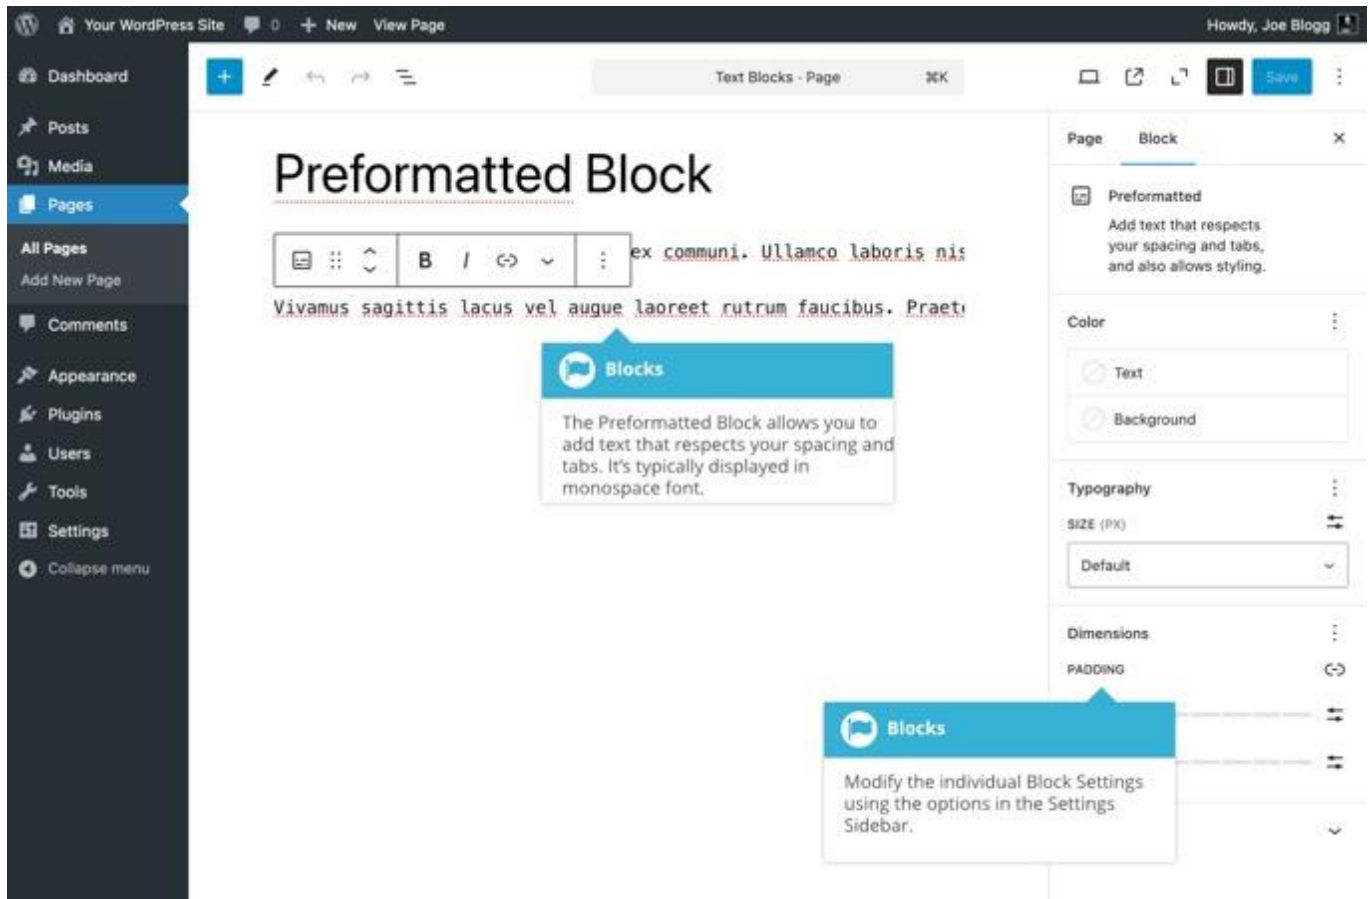 Your WordPress Site 0 + New View Page Howdy, Joe Blogg
Dashboard
Posts
Media
Pages
All Pages
Add New Page
Comments
Appearance
Plugins
Users
Tools
Settings
Collapse menu
Text Blocks · Page ⌘K
Save
Preformatted Block
B I
ex communi. Ullamco laboris nis
Vivamus sagittis lacus vel augue laoreet rutrum faucibus. Praet
Blocks
The Preformatted Block allows you to
add text that respects your spacing and
tabs. It's typically displayed in
monospace font.
Page Block
Preformatted
Add text that respects
your spacing and tabs,
and also allows styling.
Color
Text
Background
Typography
SIZE (PX)
Default
Dimensions
PADDING
Blocks
Modify the individual Block Settings
using the options in the Settings
Sidebar.